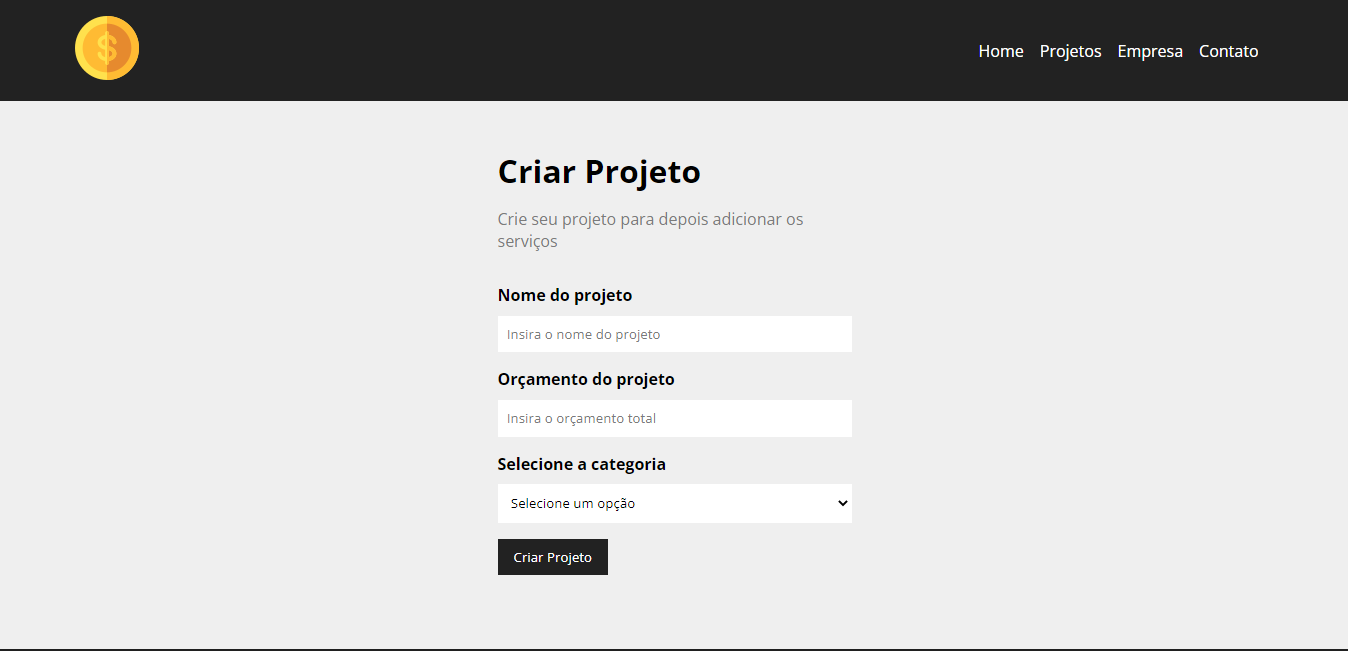 $
Home Projetos Empresa Contato
Criar Projeto
Crie seu projeto para depois adicionar os
serviços
Nome do projeto
Insira o nome do projeto
Orçamento do projeto
Insira o orçamento total
Selecione a categoria
Selecione um opção
Criar Projeto